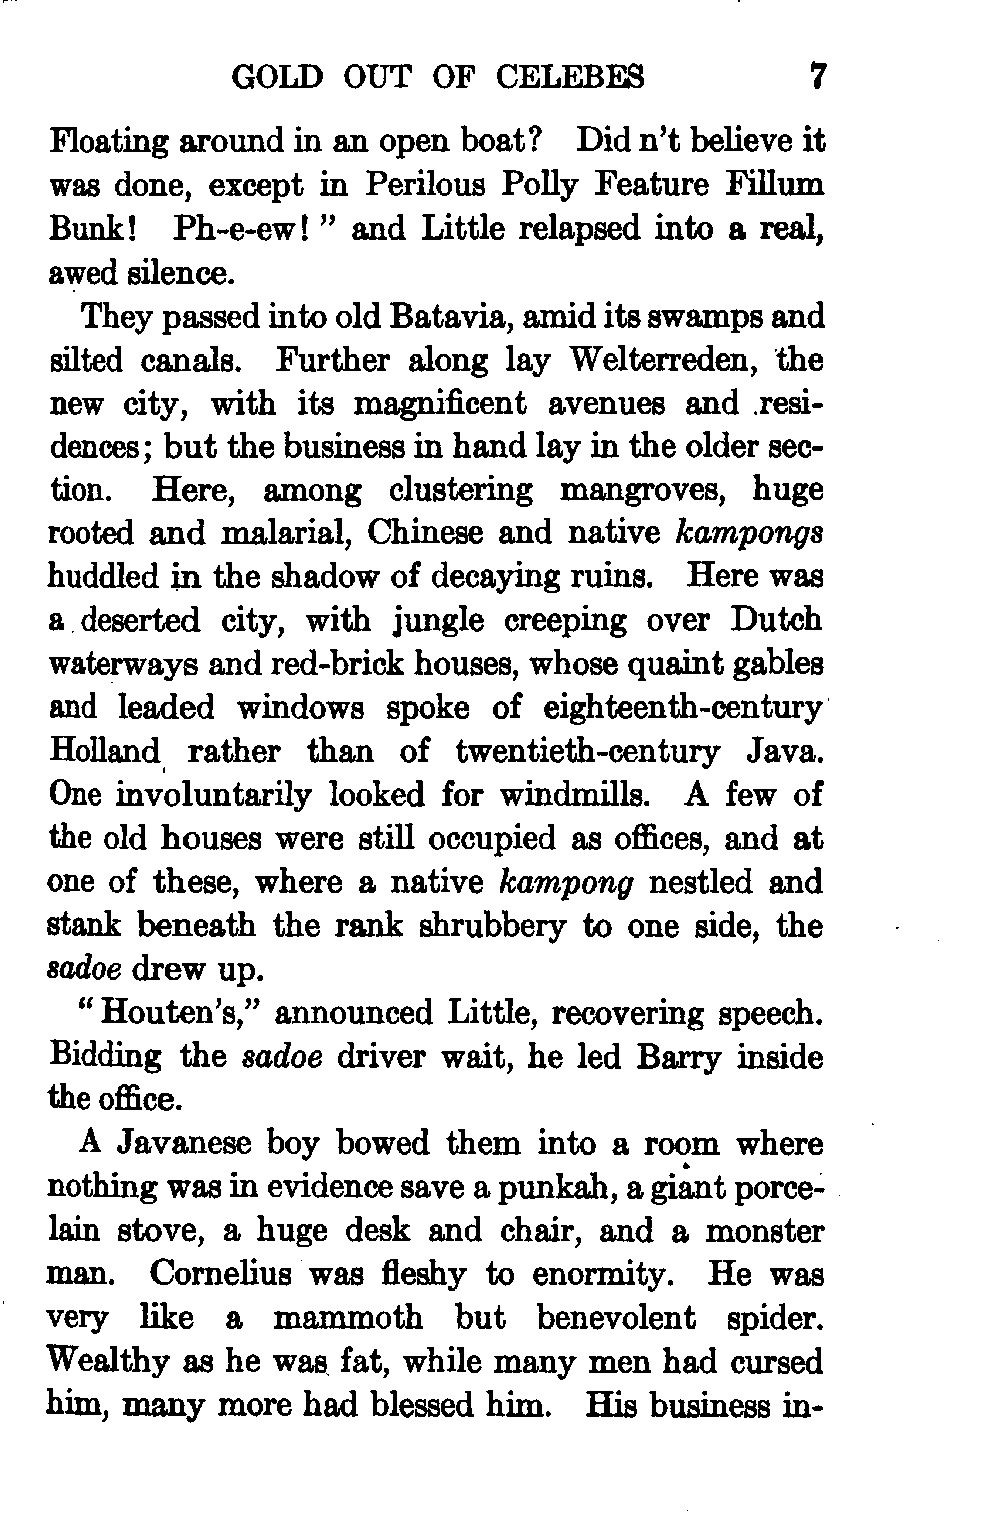 GOLD OUT OF CELEBES 7
Floating around in an open boat? Did n't believe it
was done, except in Perilous Polly Feature Fillum
Bunk! Ph-e-ew!" and Little relapsed into a real,
awed silence.
They passed into old Batavia, amid its swamps and
silted canals. Further along lay Welterreden, the
new city, with its magnificent avenues and resi-
dences; but the business in hand lay in the older sec-
tion. Here, among clustering mangroves, huge
rooted and malarial, Chinese and native kampongs
huddled in the shadow of decaying ruins. Here was
a deserted city, with jungle creeping over Dutch
waterways and red-brick houses, whose quaint gables
and leaded windows spoke of eighteenth-century
Holland rather than of twentieth-century Java.
One involuntarily looked for windmills. A few of
the old houses were still occupied as offices, and at
one of these, where a native kampong nestled and
stank beneath the rank shrubbery to one side, the
sadoe drew up.
"Houten's," announced Little, recovering speech.
Bidding the sadoe driver wait, he led Barry inside
the office.
A Javanese boy bowed them into a room where
nothing was in evidence save a punkah, a giant porce-
lain stove, a huge desk and chair, and a monster
man. Cornelius was fleshy to enormity. He was
very like a mammoth but benevolent spider.
Wealthy as he was fat, while many men had cursed
him, many more had blessed him. His business in-